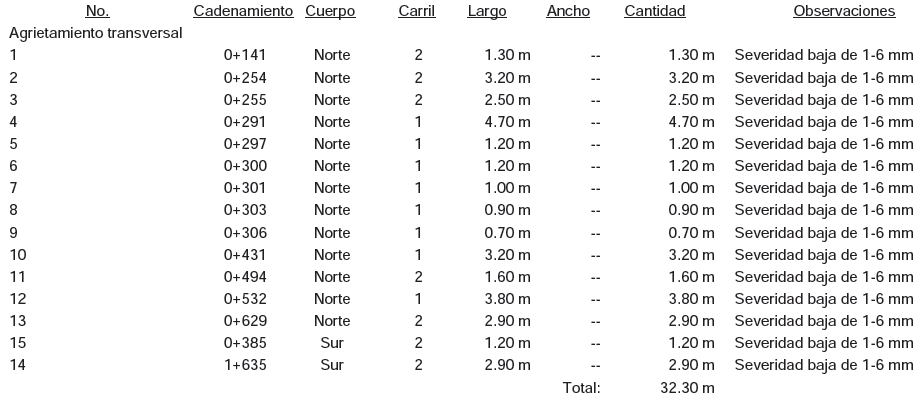 No. Cadenamiento Cuerpo Carril Largo Ancho Cantidad Observaciones
Agrietamiento transversal
1 0+141 Norte 2 1.30 m -- 1.30 m Severidad baja de 1-6 mm
2 0+254 Norte 2 3.20 m -- 3.20 m Severidad baja de 1-6 mm
3 0+255 Norte 2 2.50 m -- 2.50 m Severidad baja de 1-6 mm
4 0+291 Norte 1 4.70 m -- 4.70 m Severidad baja de 1-6 mm
5 0+297 Norte 1 1.20 m -- 1.20 m Severidad baja de 1-6 mm
6 0+300 Norte 1 1.20 m -- 1.20 m Severidad baja de 1-6 mm
7 0+301 Norte 1 1.00 m -- 1.00 m Severidad baja de 1-6 mm
8 0+303 Norte 1 0.90 m -- 0.90 m Severidad baja de 1-6 mm
9 0+306 Norte 1 0.70 m -- 0.70 m Severidad baja de 1-6 mm
10 0+431 Norte 1 3.20 m -- 3.20 m Severidad baja de 1-6 mm
11 0+494 Norte 2 1.60 m -- 1.60 m Severidad baja de 1-6 mm
12 0+532 Norte 1 3.80 m -- 3.80 m Severidad baja de 1-6 mm
13 0+629 Norte 2 2.90 m -- 2.90 m Severidad baja de 1-6 mm
15 0+385 Sur 2 1.20 m -- 1.20 m Severidad baja de 1-6 mm
14 1+635 Sur 2 2.90 m -- 2.90 m Severidad baja de 1-6 mm
Total: 32.30 m